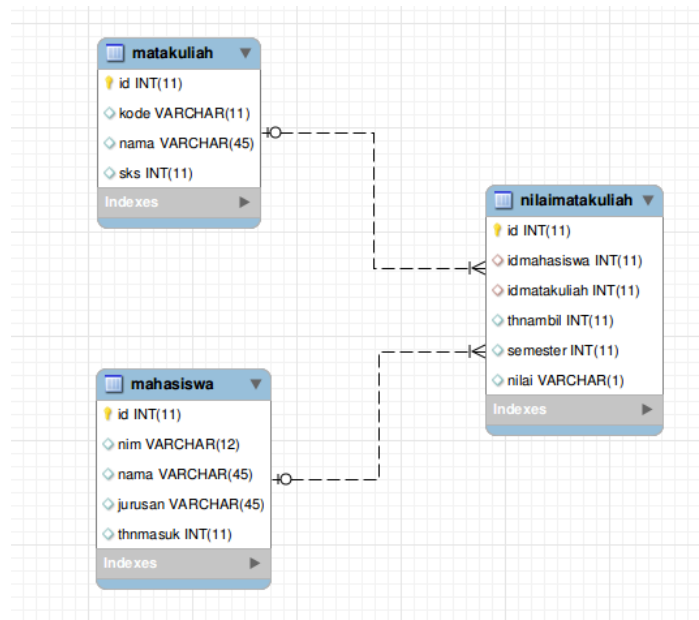 matakuliah
id INT(11)
kode VARCHAR(11)
nama VARCHAR(45)
sks INT(11)
Indexes
nilaimatakuliah
id INT(11)
idmahasiswa INT(11)
idmatakuliah INT(11)
thnambil INT(11)
semester INT(11)
nilai VARCHAR(1)
Indexes
mahasiswa
id INT(11)
nim VARCHAR(12)
nama VARCHAR(45)
jurusan VARCHAR(45)
thnmasuk INT(11)
Indexes